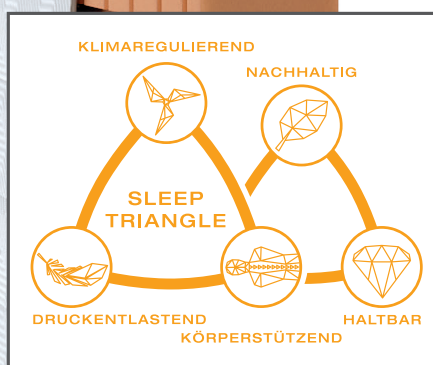 KLIMAREGULIEREND
NACHHALTIG
SLEEP
TRIANGLE
DRUCKENTLASTEND
HALTBAR
KÖRPERSTÜTZEND